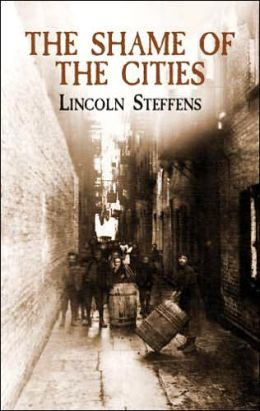 THE SHAME OF
THE CITIES
LINCOLN STEFFENS